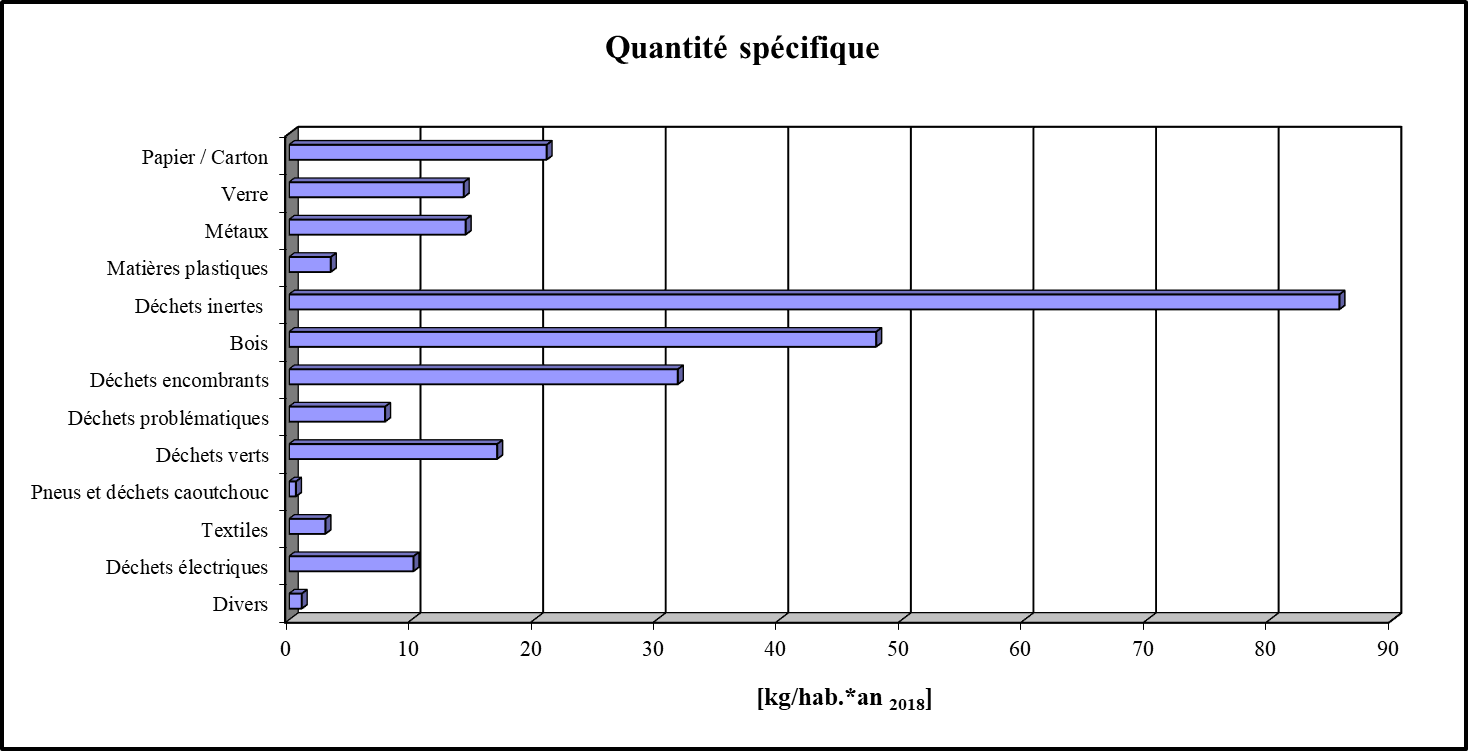 Quantité spécifique
Papier / Carton
Verre
Métaux
Matières plastiques
Déchets inertes
Bois
Déchets encombrants
Déchets problématiques
Déchets verts
Pneus et déchets caoutchouc
Textiles
Déchets électriques
Divers
0 10 20 30 40 50 60 70 80 90
[kg/hab.*an 2018]